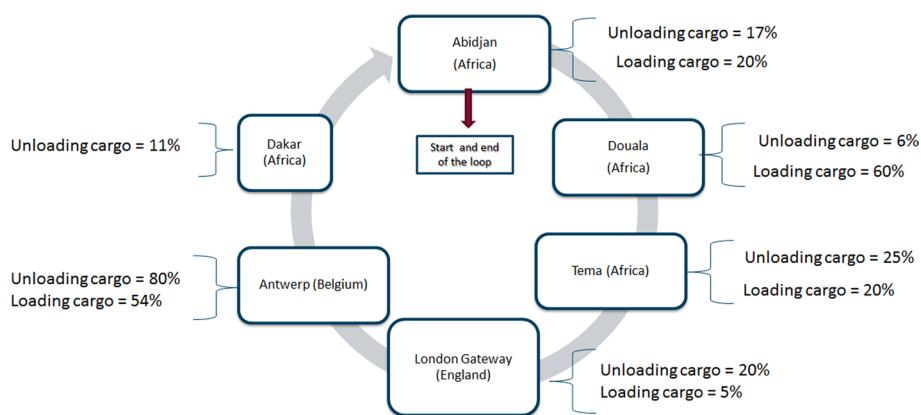 Abidjan
(Africa)
Unloading cargo = 17%
Loading cargo = 20%
Start and end
of the loop
Douala
(Africa)
Unloading cargo = 6%
Loading cargo = 60%
Tema (Africa)
Unloading cargo = 25%
Loading cargo = 20%
London Gateway
(England)
Unloading cargo = 20%
Loading cargo = 5%
Antwerp (Belgium)
Unloading cargo = 80%
Loading cargo = 54%
Dakar
(Africa)
Unloading cargo = 11%